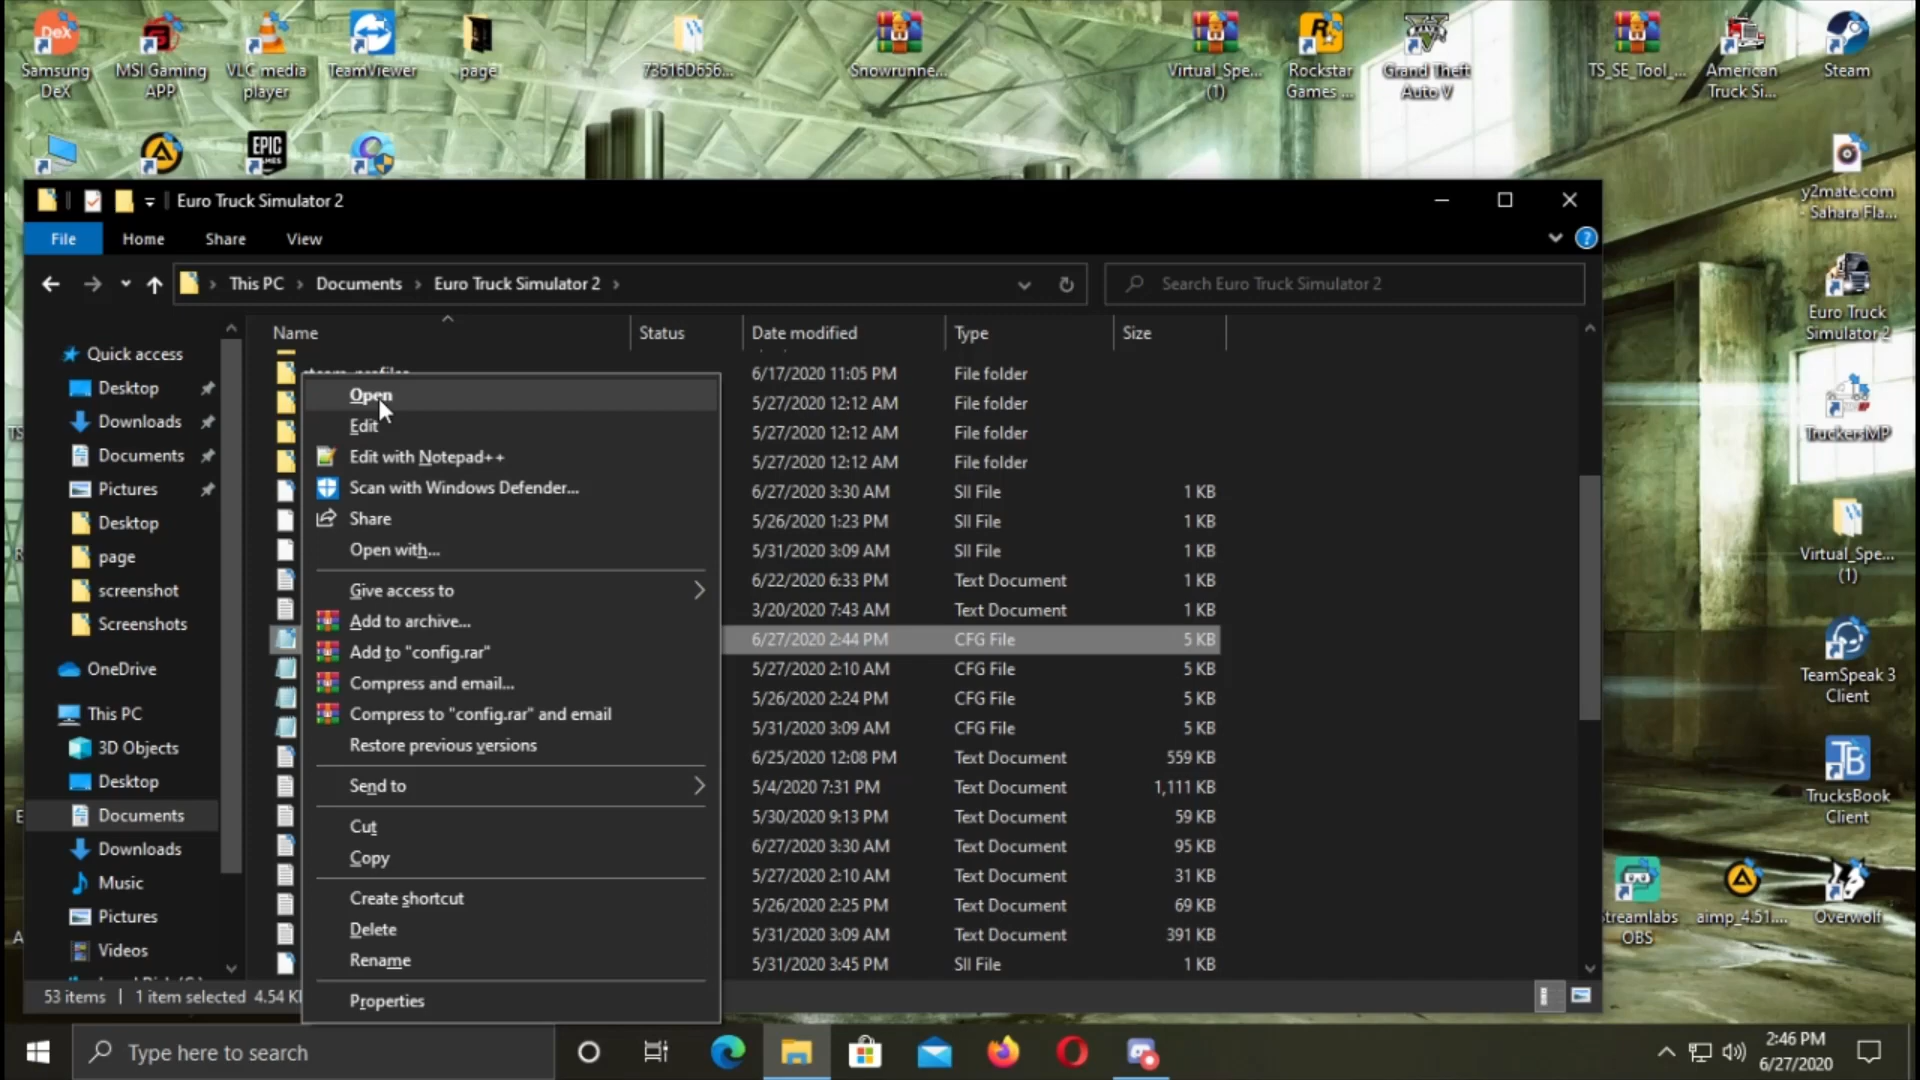 Samsung DeX
MSI Gaming APP
VLC media player
TeamViewer
page
73616D656...
Snowrunne...
Virtual_Spe... (1)
Rockstar Games ...
Grand Theft Auto V
TS_SE_Tool_...
American Truck Si...
Steam
EPIC GAMES
y2mate.com - Sahara Fla...
Euro Truck Simulator 2
TruckersMP
Virtual_Spe... (1)
TeamSpeak 3 Client
TrucksBook Client
Streamlabs OBS
aimp_4.51....
Overwolf
Euro Truck Simulator 2
File Home Share View
This PC Documents Euro Truck Simulator 2
Search Euro Truck Simulator 2
Name Status Date modified Type Size
Quick access
Desktop
Downloads
Documents
Pictures
Desktop
page
screenshot
Screenshots
OneDrive
This PC
3D Objects
Desktop
Documents
Downloads
Music
Pictures
Videos
6/17/2020 11:05 PM File folder
5/27/2020 12:12 AM File folder
5/27/2020 12:12 AM File folder
5/27/2020 12:12 AM File folder
6/27/2020 3:30 AM SII File 1 KB
5/26/2020 1:23 PM SII File 1 KB
5/31/2020 3:09 AM SII File 1 KB
6/22/2020 6:33 PM Text Document 1 KB
3/20/2020 7:43 AM Text Document 1 KB
6/27/2020 2:44 PM CFG File 5 KB
5/27/2020 2:10 AM CFG File 5 KB
5/26/2020 2:24 PM CFG File 5 KB
5/31/2020 3:09 AM CFG File 5 KB
6/25/2020 12:08 PM Text Document 559 KB
5/4/2020 7:31 PM Text Document 1,111 KB
5/30/2020 9:13 PM Text Document 59 KB
6/27/2020 3:30 AM Text Document 95 KB
5/27/2020 2:10 AM Text Document 31 KB
5/26/2020 2:25 PM Text Document 69 KB
5/31/2020 3:09 AM Text Document 391 KB
5/31/2020 3:45 PM SII File 1 KB
Open
Edit
Edit with Notepad++
Scan with Windows Defender...
Share
Open with...
Give access to
Add to archive...
Add to "config.rar"
Compress and email...
Compress to "config.rar" and email
Restore previous versions
Send to
Cut
Copy
Create shortcut
Delete
Rename
Properties
53 items 1 item selected 4.54
Type here to search
2:46 PM
6/27/2020